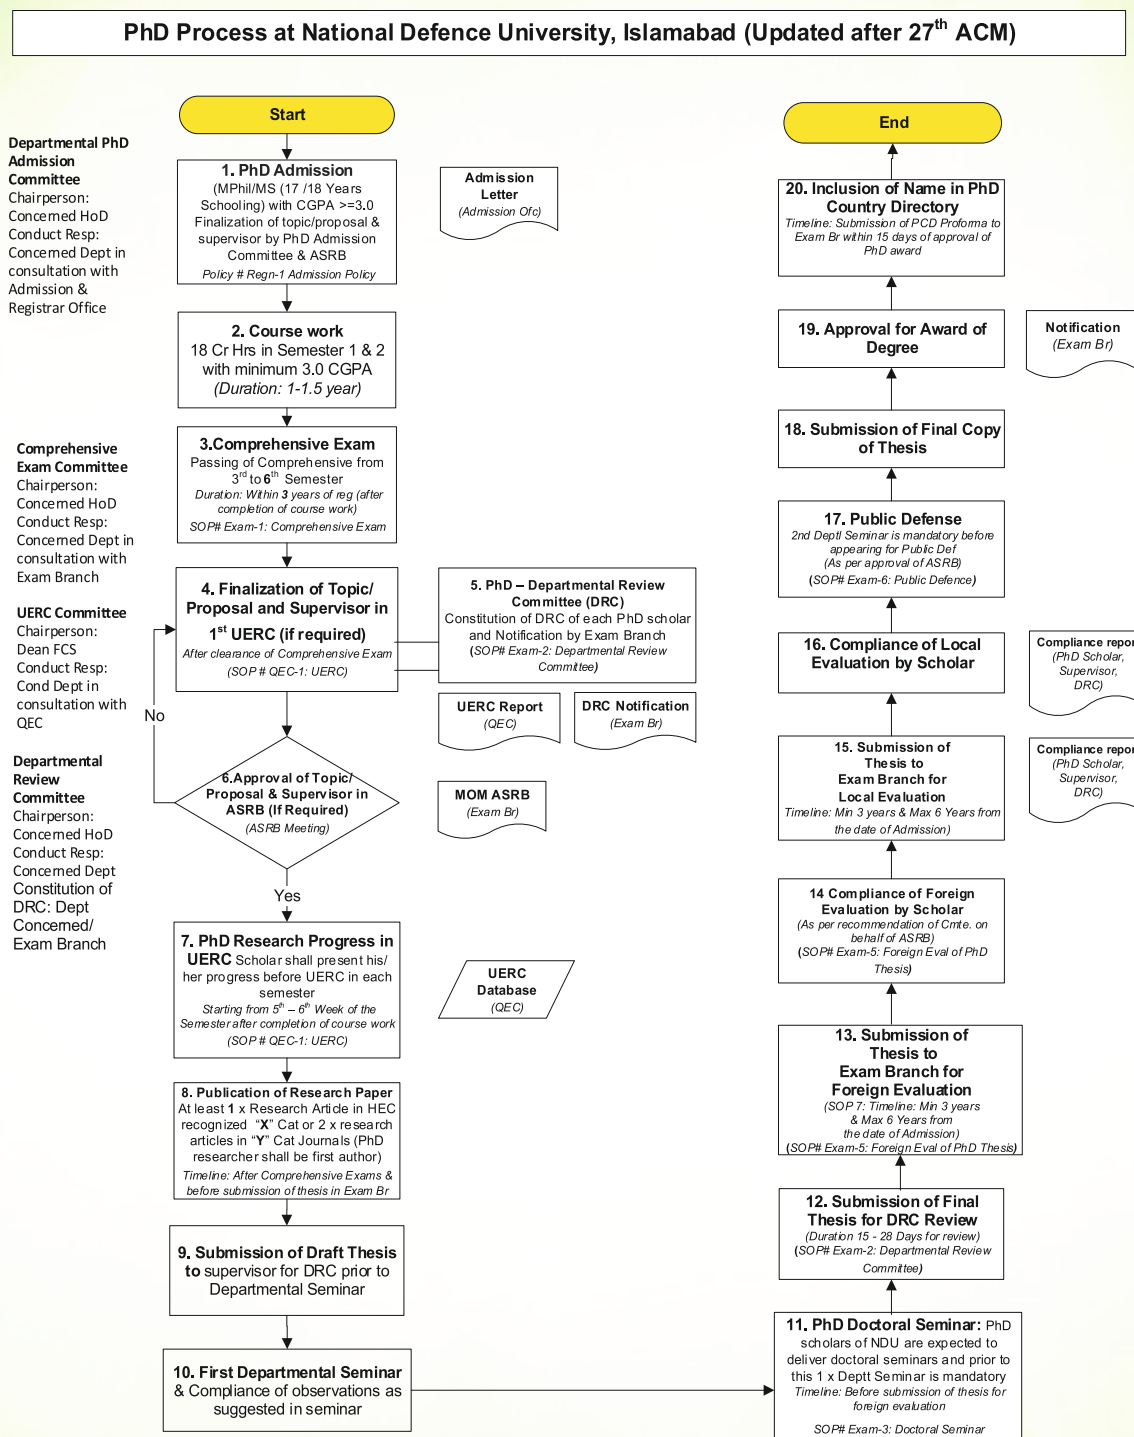 PhD Process at National Defence University, Islamabad (Updated after 27th ACM)
Start
Departmental PhD
Admission
Committee
Chairperson:
Concerned HoD
Conduct Resp:
Concerned Dept in
consultation with
Admission &
Registrar Office
1. PhD Admission
(MPhil/MS (17 /18 Years
Schooling) with CGPA >=3.0
Finalization of topic/proposal &
supervisor by PhD Admission
Committee & ASRB
Policy # Regn-1 Admission Policy
Admission
Letter
(Admission Ofc)
2. Course work
18 Cr Hrs in Semester 1 & 2
with minimum 3.0 CGPA
(Duration: 1-1.5 year)
Comprehensive
Exam Committee
Chairperson:
Concerned HoD
Conduct Resp:
Concerned Dept in
consultation with
Exam Branch
3.Comprehensive Exam
Passing of Comprehensive from
3rd to 6th Semester
Duration: Within 3 years of reg (after
completion of course work)
SOP# Exam-1: Comprehensive Exam
UERC Committee
Chairperson:
Dean FCS
Conduct Resp:
Cond Dept in
consultation with
QEC
4. Finalization of Topic/
Proposal and Supervisor in
1st UERC (if required)
After clearance of Comprehensive Exam
(SOP # QEC-1: UERC)
5. PhD – Departmental Review
Committee (DRC)
Constitution of DRC of each PhD scholar
and Notification by Exam Branch
(SOP# Exam-2: Departmental Review
Committee)
UERC Report
(QEC)
DRC Notification
(Exam Br)
No
Departmental
Review
Committee
Chairperson:
Concerned HoD
Conduct Resp:
Concerned Dept
Constitution of
DRC: Dept
Concerned/
Exam Branch
6.Approval of Topic/
Proposal & Supervisor in
ASRB (If Required)
(ASRB Meeting)
MOM ASRB
(Exam Br)
Yes
7. PhD Research Progress in
UERC Scholar shall present his/
her progress before UERC in each
semester
Starting from 5th – 6th Week of the
Semester after completion of course work
(SOP # QEC-1: UERC)
UERC
Database
(QEC)
8. Publication of Research Paper
At least 1 x Research Article in HEC
recognized “X” Cat or 2 x research
articles in “Y” Cat Journals (PhD
researcher shall be first author)
Timeline: After Comprehensive Exams &
before submission of thesis in Exam Br
9. Submission of Draft Thesis
to supervisor for DRC prior to
Departmental Seminar
10. First Departmental Seminar
& Compliance of observations as
suggested in seminar
End
20. Inclusion of Name in PhD
Country Directory
Timeline: Submission of PCD Proforma to
Exam Br within 15 days of approval of
PhD award
19. Approval for Award of
Degree
Notification
(Exam Br)
18. Submission of Final Copy
of Thesis
17. Public Defense
2nd Deptl Seminar is mandatory before
appearing for Public Def
(As per approval of ASRB)
(SOP# Exam-6: Public Defence)
16. Compliance of Local
Evaluation by Scholar
Compliance repor
(PhD Scholar,
Supervisor,
DRC)
15. Submission of
Thesis to
Exam Branch for
Local Evaluation
Timeline: Min 3 years & Max 6 Years from
the date of Admission)
Compliance repor
(PhD Scholar,
Supervisor,
DRC)
14 Compliance of Foreign
Evaluation by Scholar
(As per recommendation of Cmte. on
behalf of ASRB)
(SOP# Exam-5: Foreign Eval of PhD
Thesis)
13. Submission of
Thesis to
Exam Branch for
Foreign Evaluation
(SOP 7: Timeline: Min 3 years
& Max 6 Years from
the date of Admission)
(SOP# Exam-5: Foreign Eval of PhD Thesis)
12. Submission of Final
Thesis for DRC Review
(Duration 15 - 28 Days for review)
(SOP# Exam-2: Departmental Review
Committee)
11. PhD Doctoral Seminar: PhD
scholars of NDU are expected to
deliver doctoral seminars and prior to
this 1 x Deptt Seminar is mandatory
Timeline: Before submission of thesis for
foreign evaluation
SOP# Exam-3: Doctoral Seminar